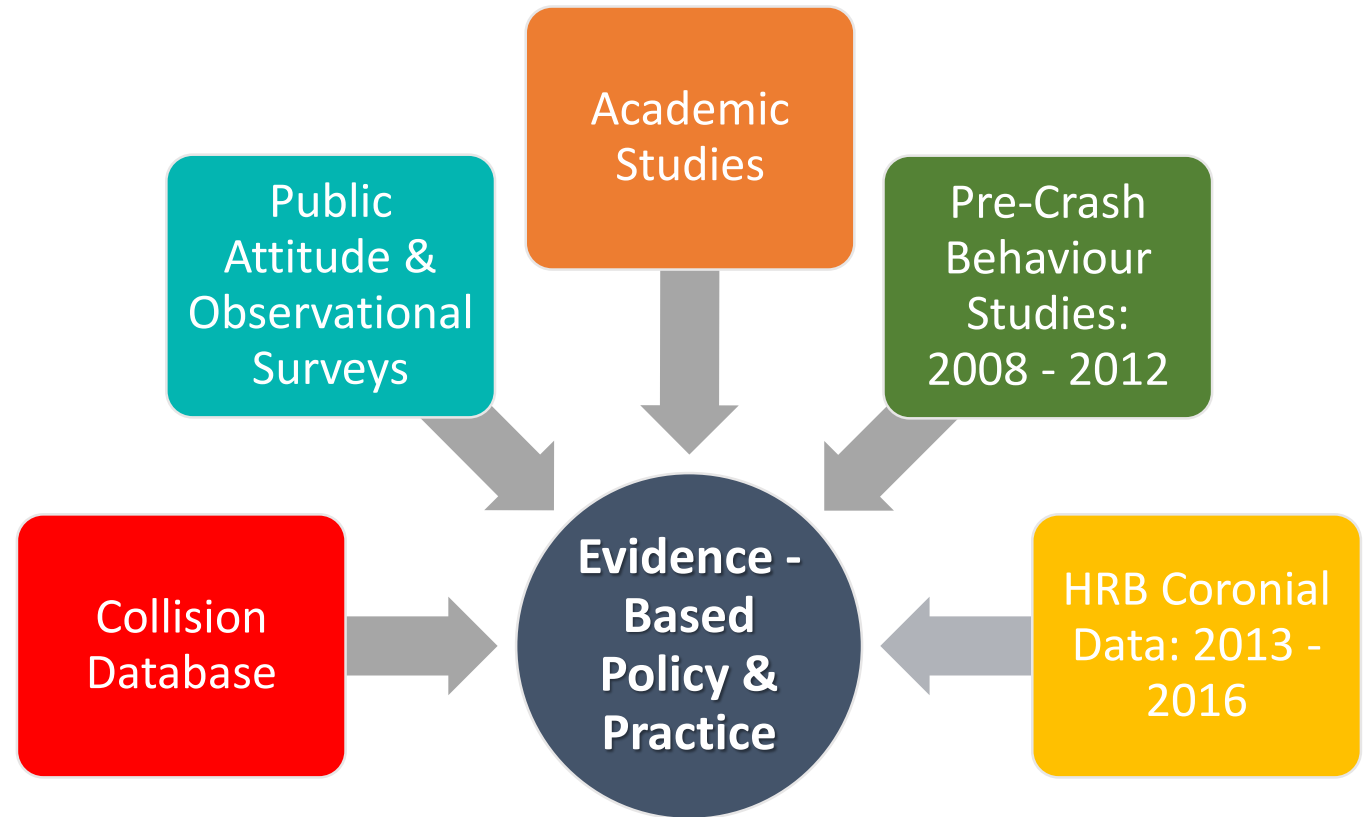 Academic
Studies
Public
Attitude &
Observational
Surveys
Pre-Crash
Behaviour
Studies:
2008 - 2012
Collision
Database
Evidence -
Based
Policy &
Practice
HRB Coronial
Data: 2013 -
2016